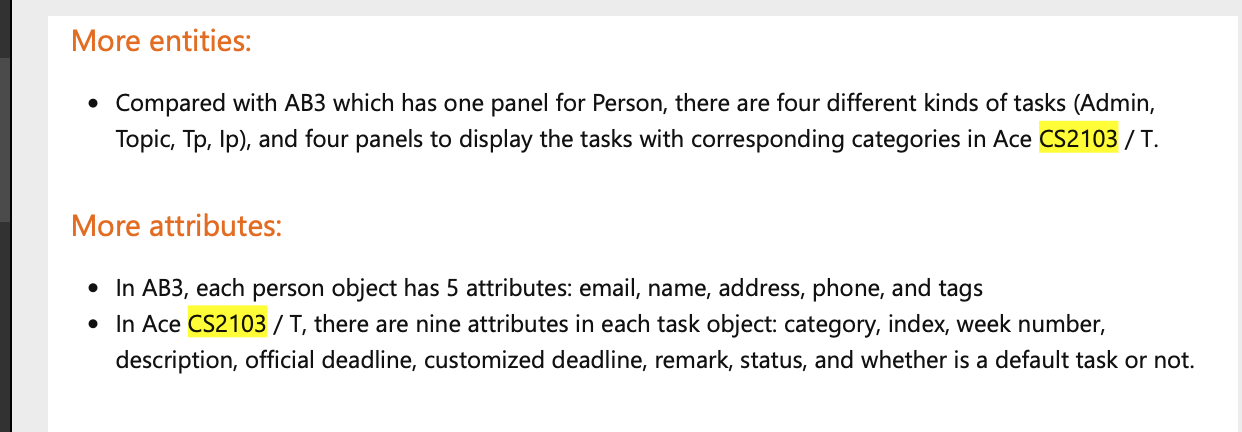 More entities:
• Compared with AB3 which has one panel for Person, there are four different kinds of tasks (Admin,
Topic, Tp, Ip), and four panels to display the tasks with corresponding categories in Ace CS2103 / T.
More attributes:
• In AB3, each person object has 5 attributes: email, name, address, phone, and tags
• In Ace CS2103 / T, there are nine attributes in each task object: category, index, week number,
description, official deadline, customized deadline, remark, status, and whether is a default task or not.